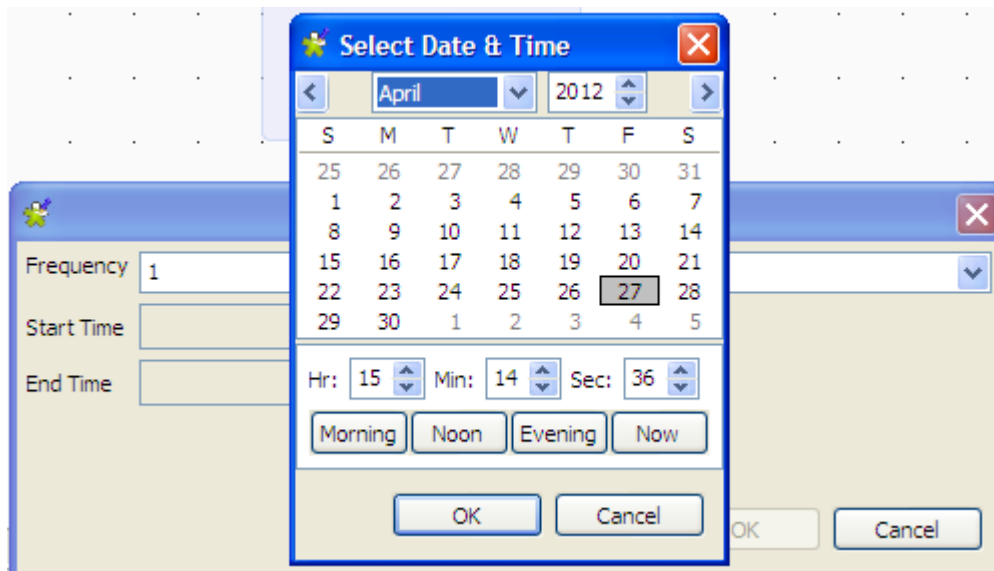 Select Date & Time
April 2012
S M T W T F S
25 26 27 28 29 30 31
1 2 3 4 5 6 7
8 9 10 11 12 13 14
15 16 17 18 19 20 21
22 23 24 25 26 27 28
29 30 1 2 3 4 5
Hr: 15 Min: 14 Sec: 36
Morning Noon Evening Now
OK Cancel
Frequency 1
Start Time
End Time
OK Cancel